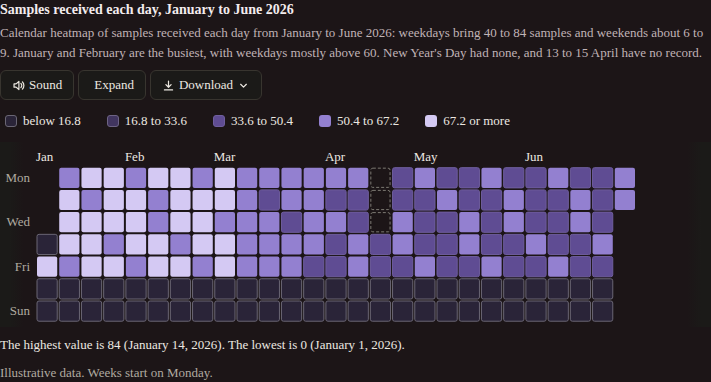 Samples received each day, January to June 2026
Calendar heatmap of samples received each day from January to June 2026: weekdays bring 40 to 84 samples and weekends about 6 to
9. January and February are the busiest, with weekdays mostly above 60. New Year's Day had none, and 13 to 15 April have no record.
Sound Expand Download
below 16.8 16.8 to 33.6 33.6 to 50.4 50.4 to 67.2 67.2 or more
Jan Feb Mar Apr May Jun
Mon
Wed
Fri
Sun
The highest value is 84 (January 14, 2026). The lowest is 0 (January 1, 2026).
Illustrative data. Weeks start on Monday.